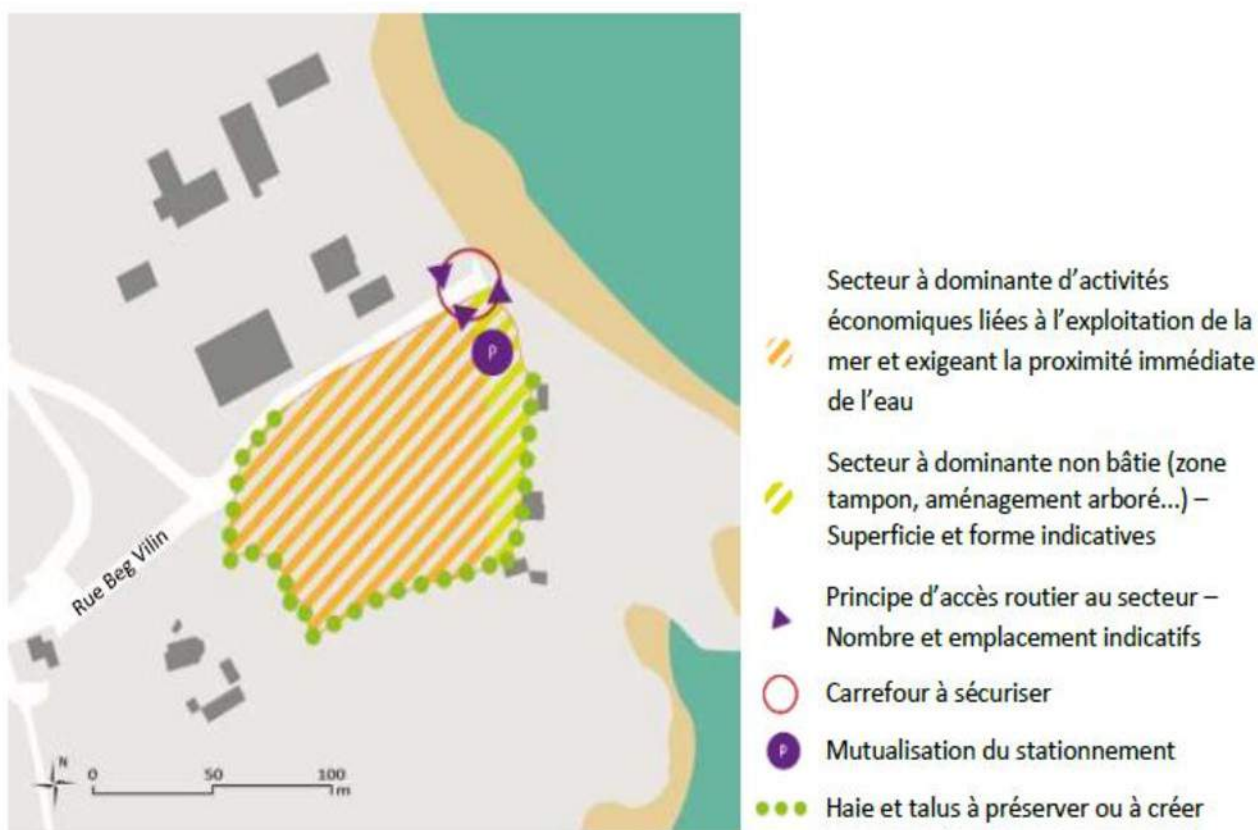 Rue Beg Vilin
P
N
0 50 100
m
Secteur à dominante d'activités
économiques liées à l'exploitation de la
mer et exigeant la proximité immédiate
de l'eau
Secteur à dominante non bâtie (zone
tampon, aménagement arboré...) –
Superficie et forme indicatives
Principe d'accès routier au secteur –
Nombre et emplacement indicatifs
Carrefour à sécuriser
P
Mutualisation du stationnement
Haie et talus à préserver ou à créer